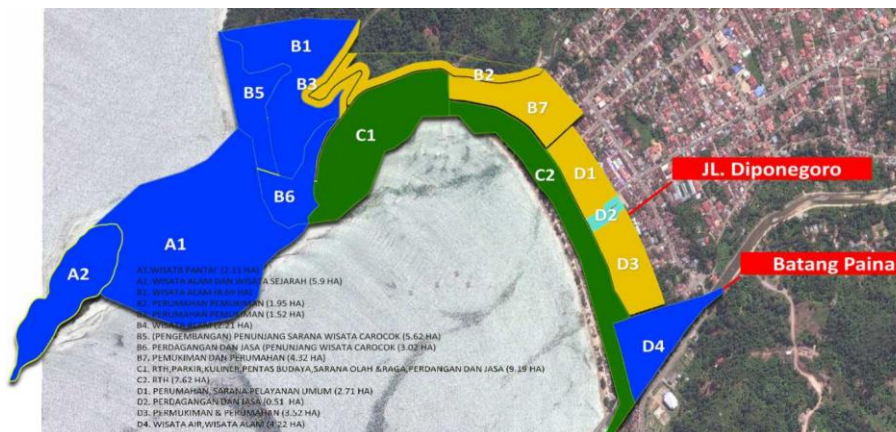 B1
B2
B3
B5
B7
C1
D1
JL. Diponegoro
C2
B6
D2
A1
D3
Batang Paina
A2
D4
A1.WISATA PANTAI (2.11 HA)
A2. WISATA ALAM DAN WISATA SEJARAH (5.9 HA)
B1. WISATA ALAM (8.69 HA)
B2. PERUMAHAN PEMUKIMAN (1.95 HA)
B3. PERUMAHAN PEMUKIMAN (1.52 HA)
B4. WISATA ALAM (2.21 HA)
B5. (PENGEMBANGAN) PENUNJANG SARANA WISATA CAROCOK (5.62 HA)
B6. PERDAGANGAN DAN JASA (PENUNJANG WISATA CAROCOK (3.02 HA)
B7, PEMUKIMAN DAN PERUMAHAN (4.32 HA)
C1. RTH,PARKIR,KULINER,PENTAS BUDAYA,SARANA OLAH &RAGA,PERDANGAN DAN JASA (9.19 HA)
C2. RTH (7.62 HA)
D1. PERUMAHAN, SARANA PELAYANAN UMUM (2.71 HA)
D2. PERDAGANGAN DAN JASA (0.51 HA)
D3. PERMUKIMAN & PERUMAHAN (3.52 HA)
D4. WISATA AIR,WISATA ALAM (4.22 HA)